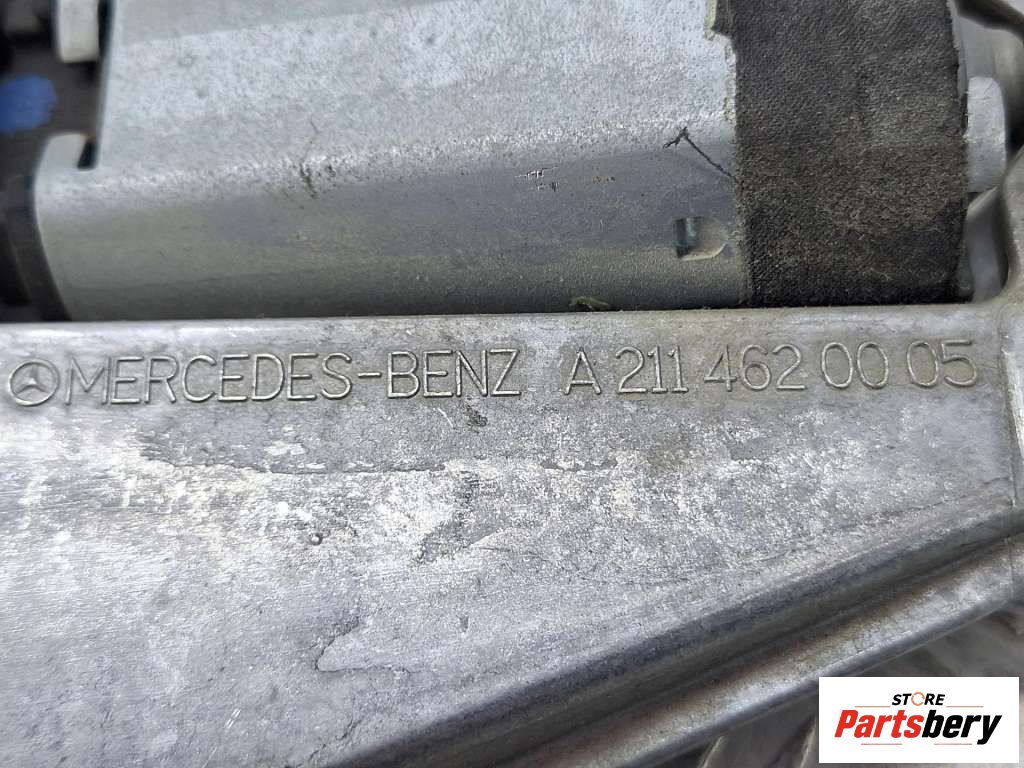 MERCEDES-BENZ A 211 462 00 05
STORE
Partsbery